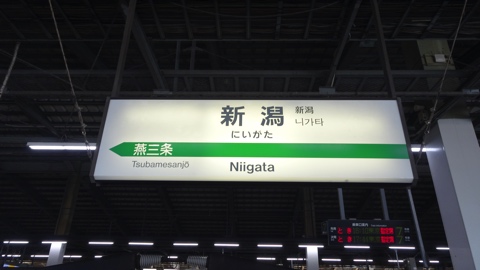 新潟
新潟
니가타
にいがた
燕三条
Tsubamesanjō
Niigata